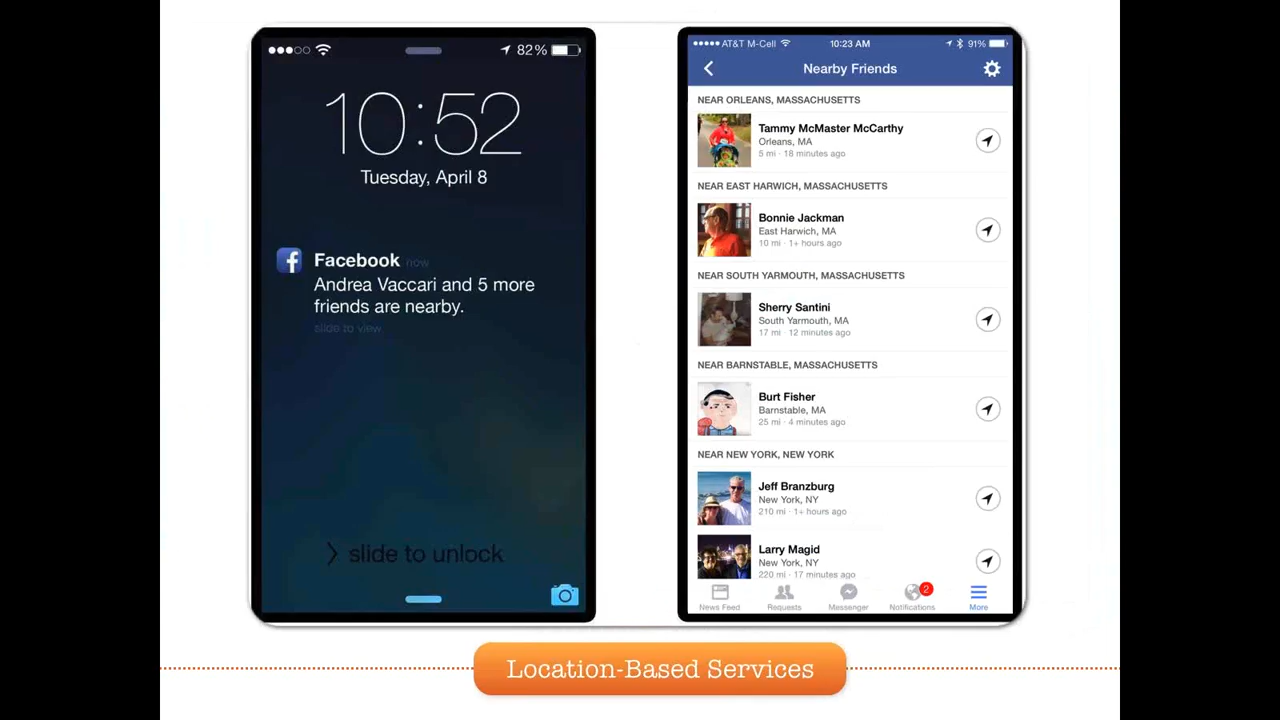 82%
10:52
Tuesday, April 8
Facebook now
Andrea Vaccari and 5 more
friends are nearby.
slide to view
slide to unlock
AT&T M-Cell 10:23 AM 91%
Nearby Friends
NEAR ORLEANS, MASSACHUSETTS
Tammy McMaster McCarthy
Orleans, MA
5 mi · 18 minutes ago
NEAR EAST HARWICH, MASSACHUSETTS
Bonnie Jackman
East Harwich, MA
10 mi · 1+ hours ago
NEAR SOUTH YARMOUTH, MASSACHUSETTS
Sherry Santini
South Yarmouth, MA
17 mi · 12 minutes ago
NEAR BARNSTABLE, MASSACHUSETTS
Burt Fisher
Barnstable, MA
25 mi · 4 minutes ago
NEAR NEW YORK, NEW YORK
Jeff Branzburg
New York, NY
210 mi · 1+ hours ago
Larry Magid
New York, NY
220 mi · 17 minutes ago
2
News Feed Requests Messenger Notifications More
Location-Based Services